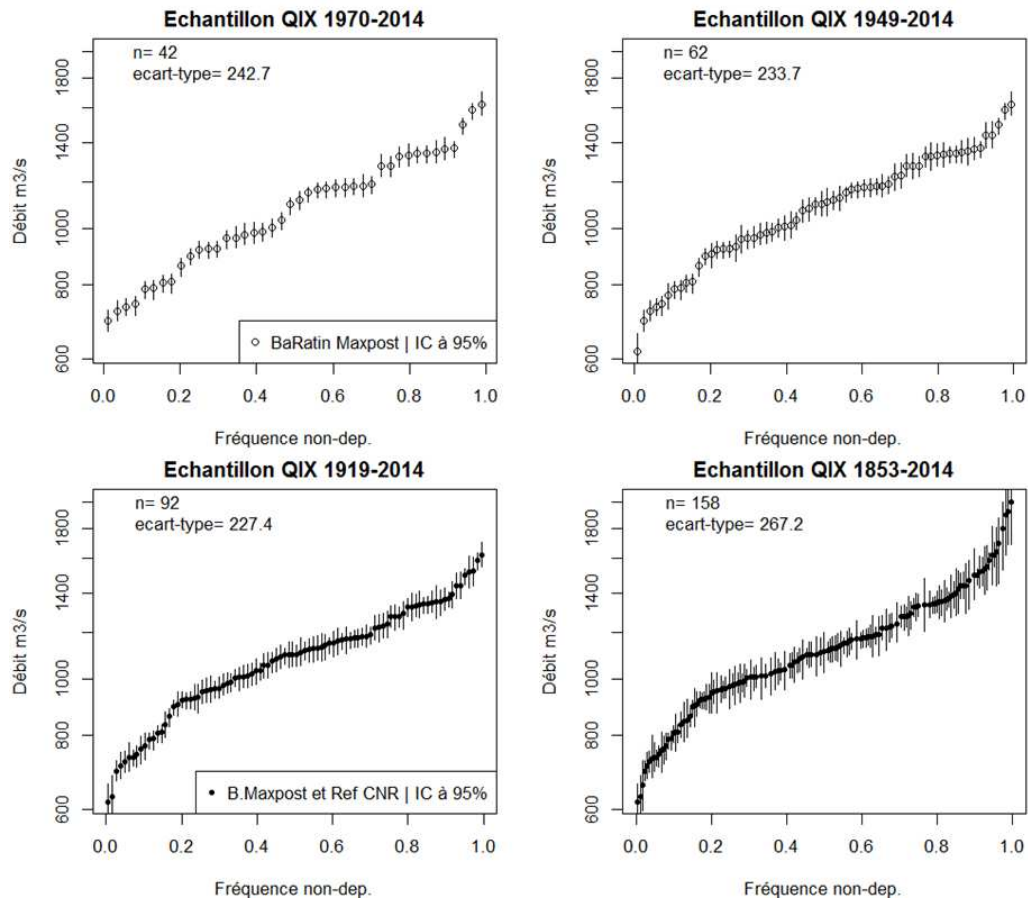 Echantillon QIX 1970-2014
n= 42
ecart-type= 242.7
Débit m3/s
600
800
1000
1400
1800
BaRatin Maxpost | IC à 95%
0.0 0.2 0.4 0.6 0.8 1.0
Fréquence non-dep.
Echantillon QIX 1949-2014
n= 62
ecart-type= 233.7
Débit m3/s
600
800
1000
1400
1800
0.0 0.2 0.4 0.6 0.8 1.0
Fréquence non-dep.
Echantillon QIX 1919-2014
n= 92
ecart-type= 227.4
Débit m3/s
600
800
1000
1400
1800
B.Maxpost et Ref CNR | IC à 95%
0.0 0.2 0.4 0.6 0.8 1.0
Fréquence non-dep.
Echantillon QIX 1853-2014
n= 158
ecart-type= 267.2
Débit m3/s
600
800
1000
1400
1800
0.0 0.2 0.4 0.6 0.8 1.0
Fréquence non-dep.